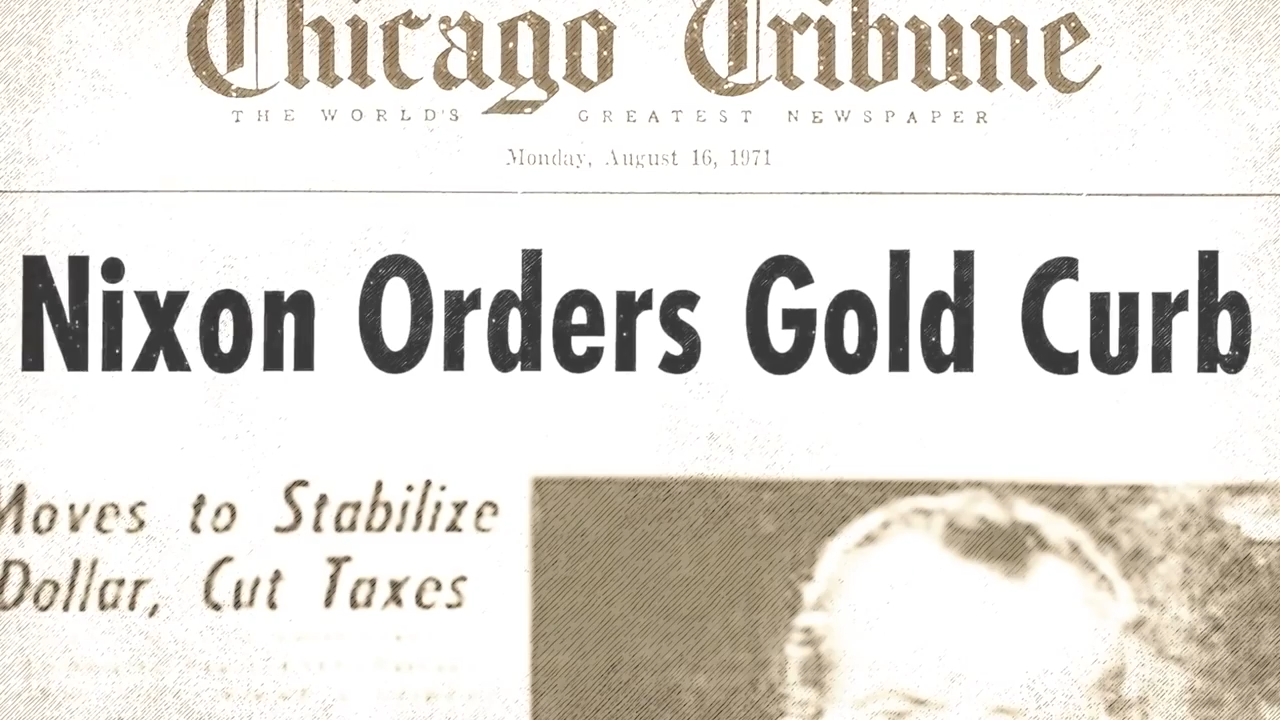 Chicago Tribune
THE WORLD'S GREATEST NEWSPAPER
Monday, August 16, 1971
Nixon Orders Gold Curb
Moves to Stabilize
Dollar, Cut Taxes